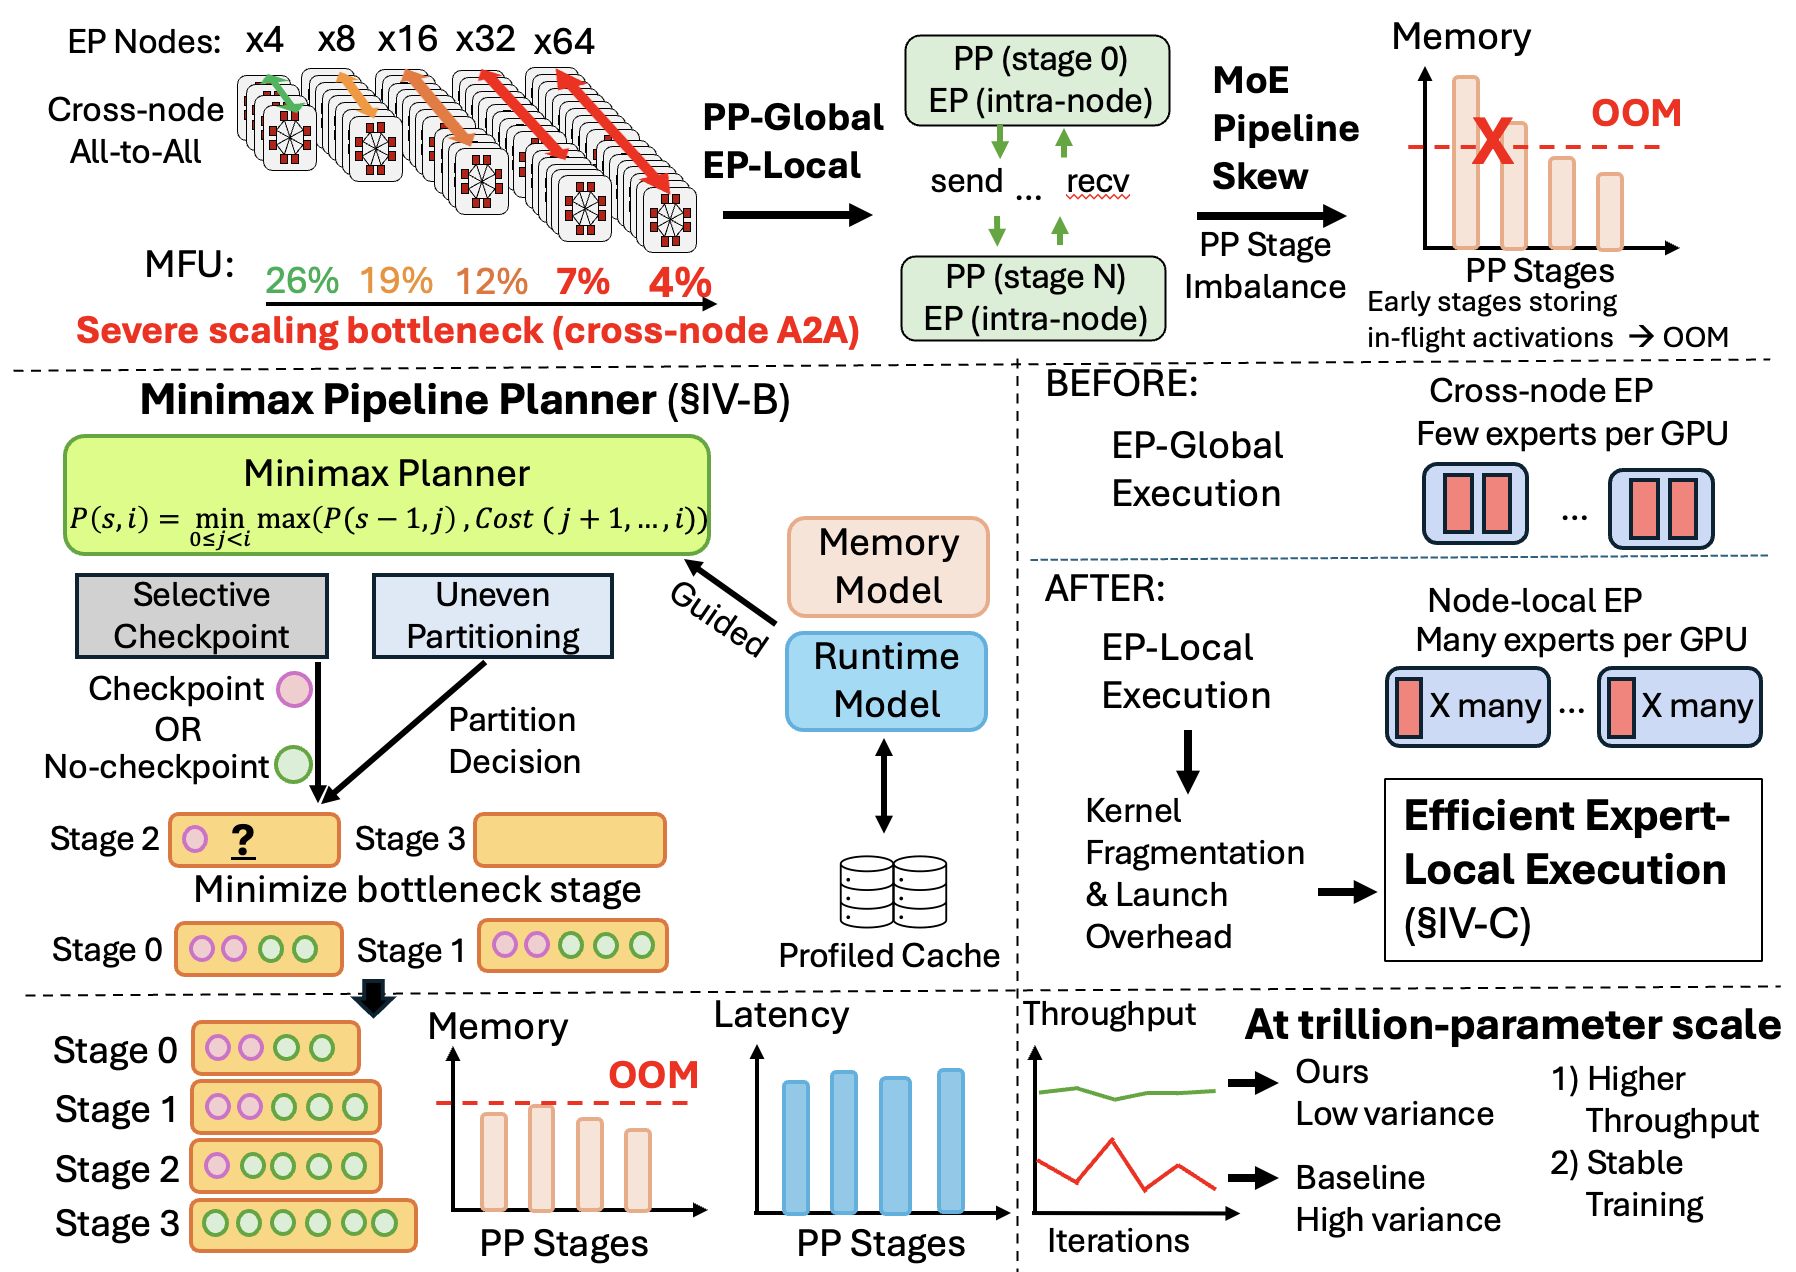 EP Nodes: x4 x8 x16 x32 x64
Cross-node
All-to-All
MFU: 26% 19% 12% 7% 4%
Severe scaling bottleneck (cross-node A2A)
PP-Global
EP-Local
PP (stage 0)
EP (intra-node)
send ... recv
PP (stage N)
EP (intra-node)
MoE
Pipeline
Skew
PP Stage
Imbalance
Memory
OOM
X
PP Stages
Early stages storing
in-flight activations → OOM
Minimax Pipeline Planner (§IV-B)
Minimax Planner
P(s, i) = min max(P(s − 1, j) , Cost (j + 1, ..., i))
0≤j<i
Selective
Checkpoint
Uneven
Partitioning
Guided
Memory
Model
Runtime
Model
Profiled Cache
Checkpoint
OR
No-checkpoint
Partition
Decision
Stage 2 ? Stage 3
Minimize bottleneck stage
Stage 0 Stage 1
BEFORE:
EP-Global
Execution
Cross-node EP
Few experts per GPU
...
AFTER:
EP-Local
Execution
Node-local EP
Many experts per GPU
X many ... X many
Kernel
Fragmentation
& Launch
Overhead
Efficient Expert-
Local Execution
(§IV-C)
Stage 0
Stage 1
Stage 2
Stage 3
Memory
OOM
PP Stages
Latency
PP Stages
Throughput
Iterations
At trillion-parameter scale
Ours
Low variance
Baseline
High variance
1) Higher
Throughput
2) Stable
Training